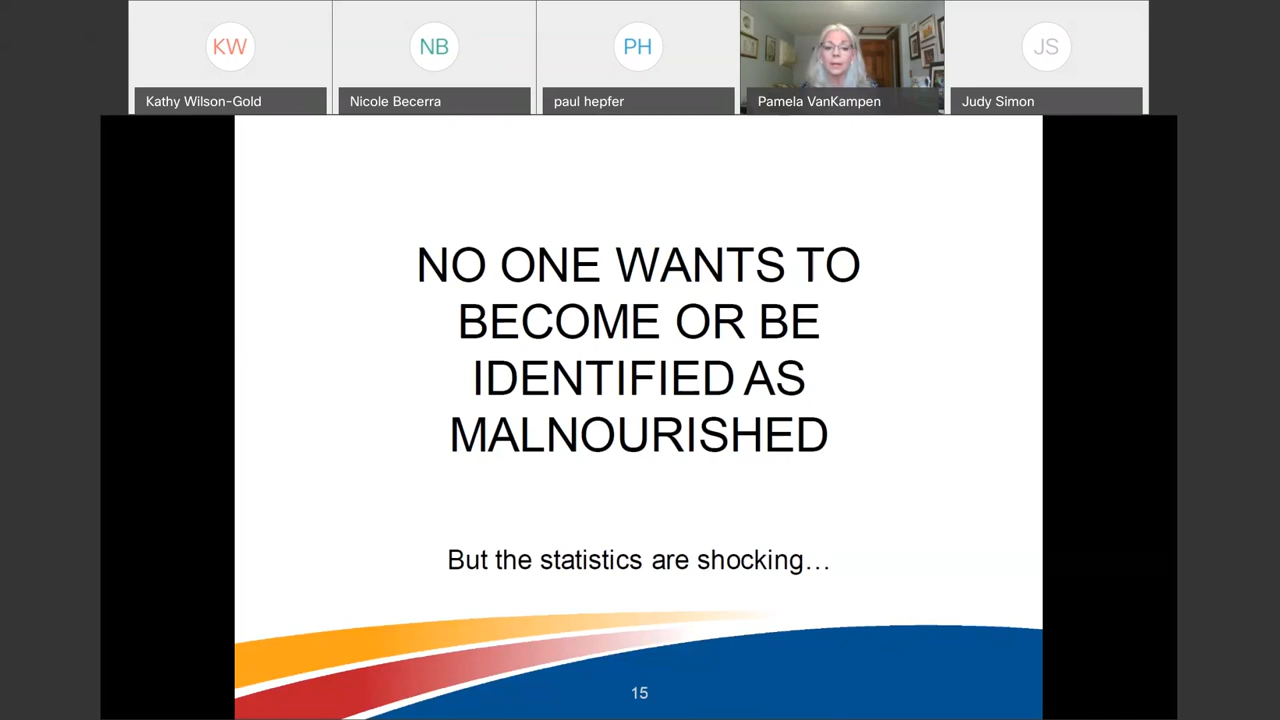 KW
NB
PH
JS
Kathy Wilson-Gold
Nicole Becerra
paul hepfer
Pamela VanKampen
Judy Simon
NO ONE WANTS TO
BECOME OR BE
IDENTIFIED AS
MALNOURISHED
But the statistics are shocking…
15